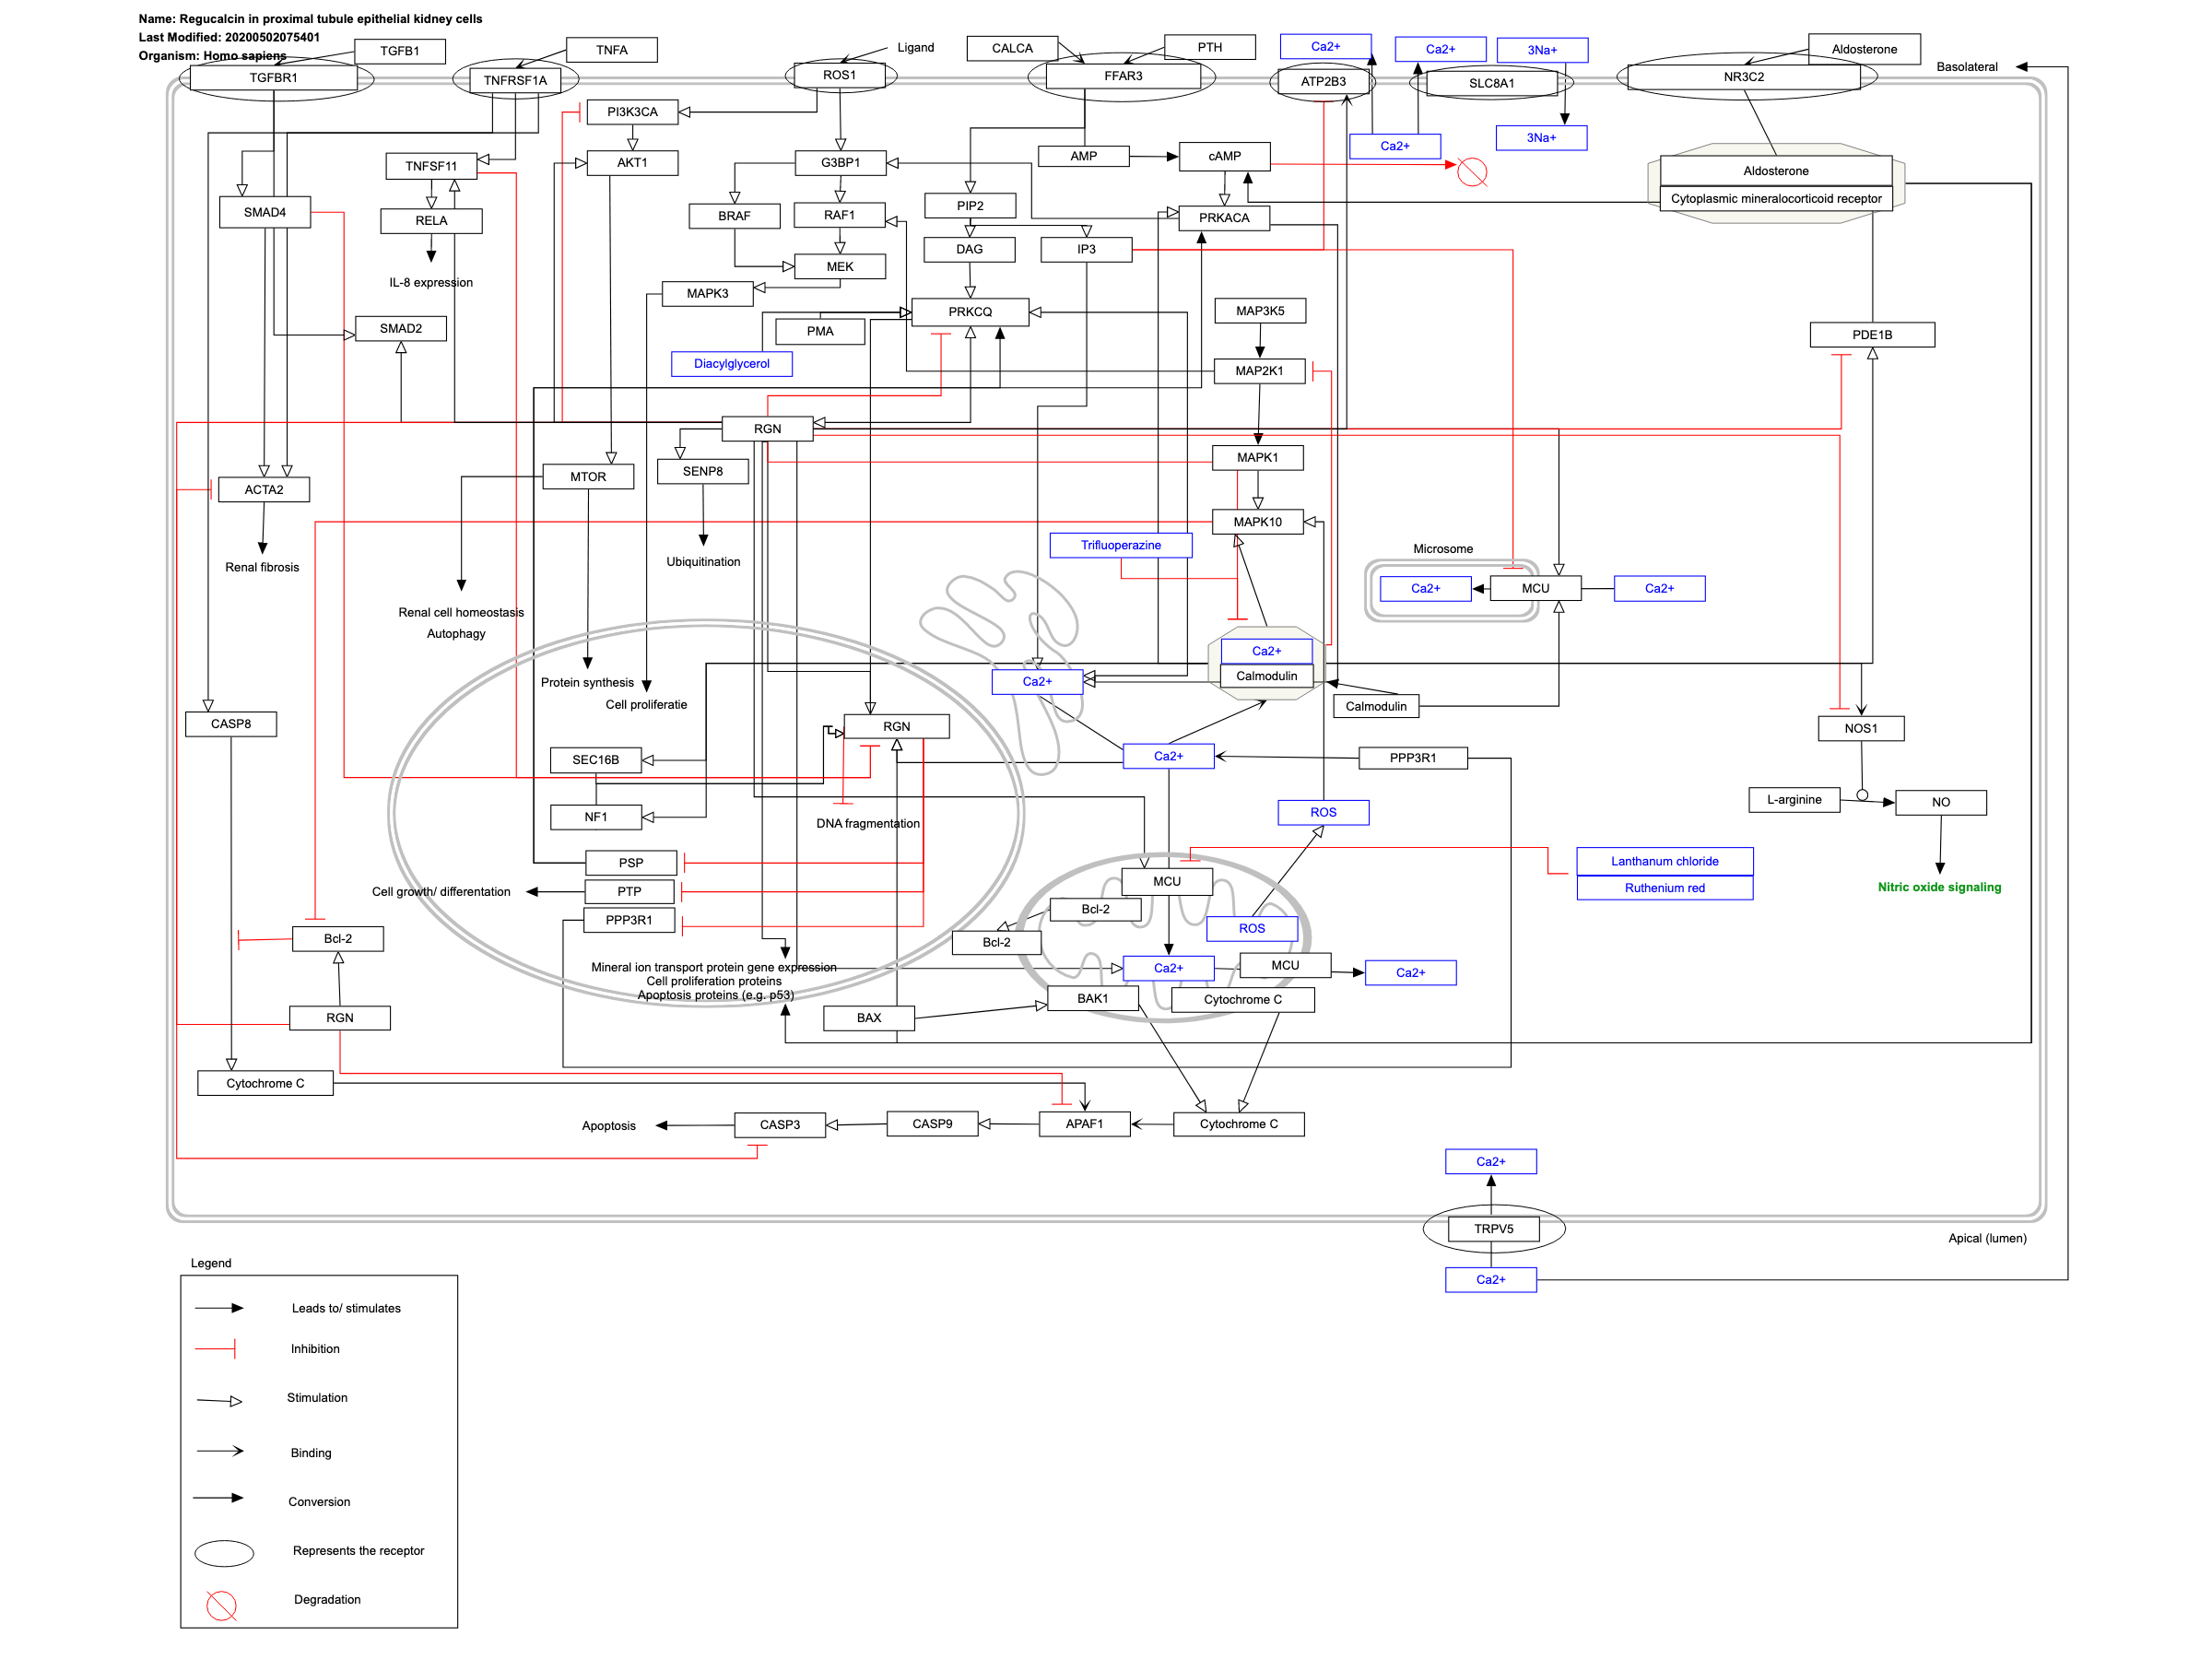 Name: Regucalcin in proximal tubule epithelial kidney cells
Last Modified: 20200502075401
Organism: Homo sapiens
TGFB1
TNFA
Ligand
CALCA
PTH
Ca2+
Ca2+
3Na+
Aldosterone
Basolateral
TGFBR1
TNFRSF1A
ROS1
FFAR3
ATP2B3
SLC8A1
NR3C2
PI3K3CA
Ca2+
3Na+
TNFSF11
AKT1
G3BP1
AMP
cAMP
Aldosterone
Cytoplasmic mineralocorticoid receptor
SMAD4
RELA
BRAF
RAF1
PIP2
PRKACA
DAG
IP3
MEK
IL-8 expression
MAPK3
PRKCQ
MAP3K5
SMAD2
PMA
PDE1B
Diacylglycerol
MAP2K1
RGN
MAPK1
MTOR
SENP8
ACTA2
MAPK10
Trifluoperazine
Microsome
Renal fibrosis
Ubiquitination
Ca2+
MCU
Ca2+
Renal cell homeostasis
Autophagy
Ca2+
Calmodulin
Protein synthesis
Ca2+
Cell proliferatie
Calmodulin
CASP8
RGN
NOS1
SEC16B
Ca2+
PPP3R1
L-arginine
NO
NF1
DNA fragmentation
ROS
PSP
Lanthanum chloride
Ruthenium red
Nitric oxide signaling
Cell growth/ differentation
PTP
MCU
PPP3R1
Bcl-2
ROS
Bcl-2
Bcl-2
Mineral ion transport protein gene expression
Cell proliferation proteins
Apoptosis proteins (e.g. p53)
Ca2+
MCU
Ca2+
BAK1
Cytochrome C
RGN
BAX
Cytochrome C
Apoptosis
CASP3
CASP9
APAF1
Cytochrome C
Ca2+
TRPV5
Apical (lumen)
Ca2+
Legend
Leads to/ stimulates
Inhibition
Stimulation
Binding
Conversion
Represents the receptor
Degradation